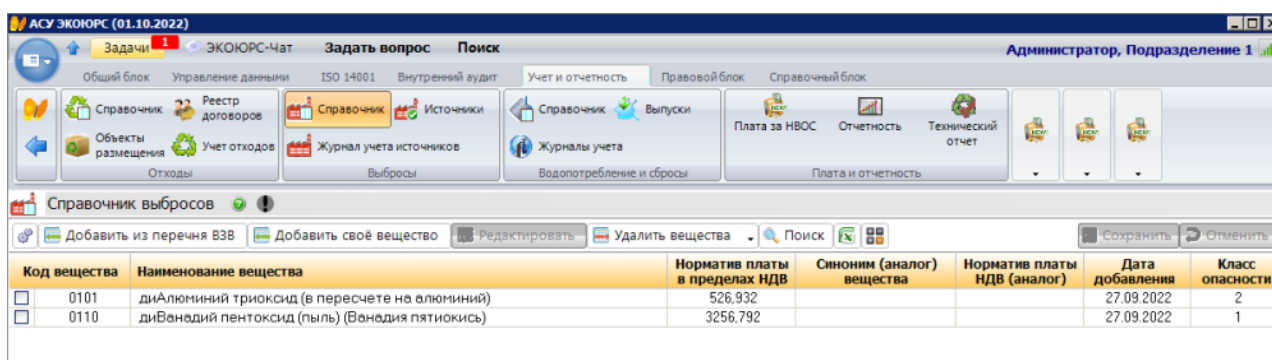 АСУ ЭКОЮРС (01.10.2022)
Задачи 1 ЭКОЮРС-Чат Задать вопрос Поиск Администратор, Подразделение 1
Общий блок Управление данными ISO 14001 Внутренний аудит Учет и отчетность Правовой блок Справочный блок
Справочник Реестр договоров Справочник Источники Справочник Выпуски Плата за НВОС Отчетность Технический отчет
Объекты размещения Учет отходов Журнал учета источников Журналы учета
Отходы Выбросы Водопотребление и сбросы Плата и отчетность
Справочник выбросов
Добавить из перечня ВЗВ Добавить своё вещество Редактировать Удалить вещества Поиск Сохранить Отменить
Код вещества Наименование вещества Норматив платы в пределах НДВ Синоним (аналог) вещества Норматив платы НДВ (аналог) Дата добавления Класс опасности
0101 диАлюминий триоксид (в пересчете на алюминий) 526,932 27.09.2022 2
0110 диВанадий пентоксид (пыль) (Ванадия пятиокись) 3256,792 27.09.2022 1